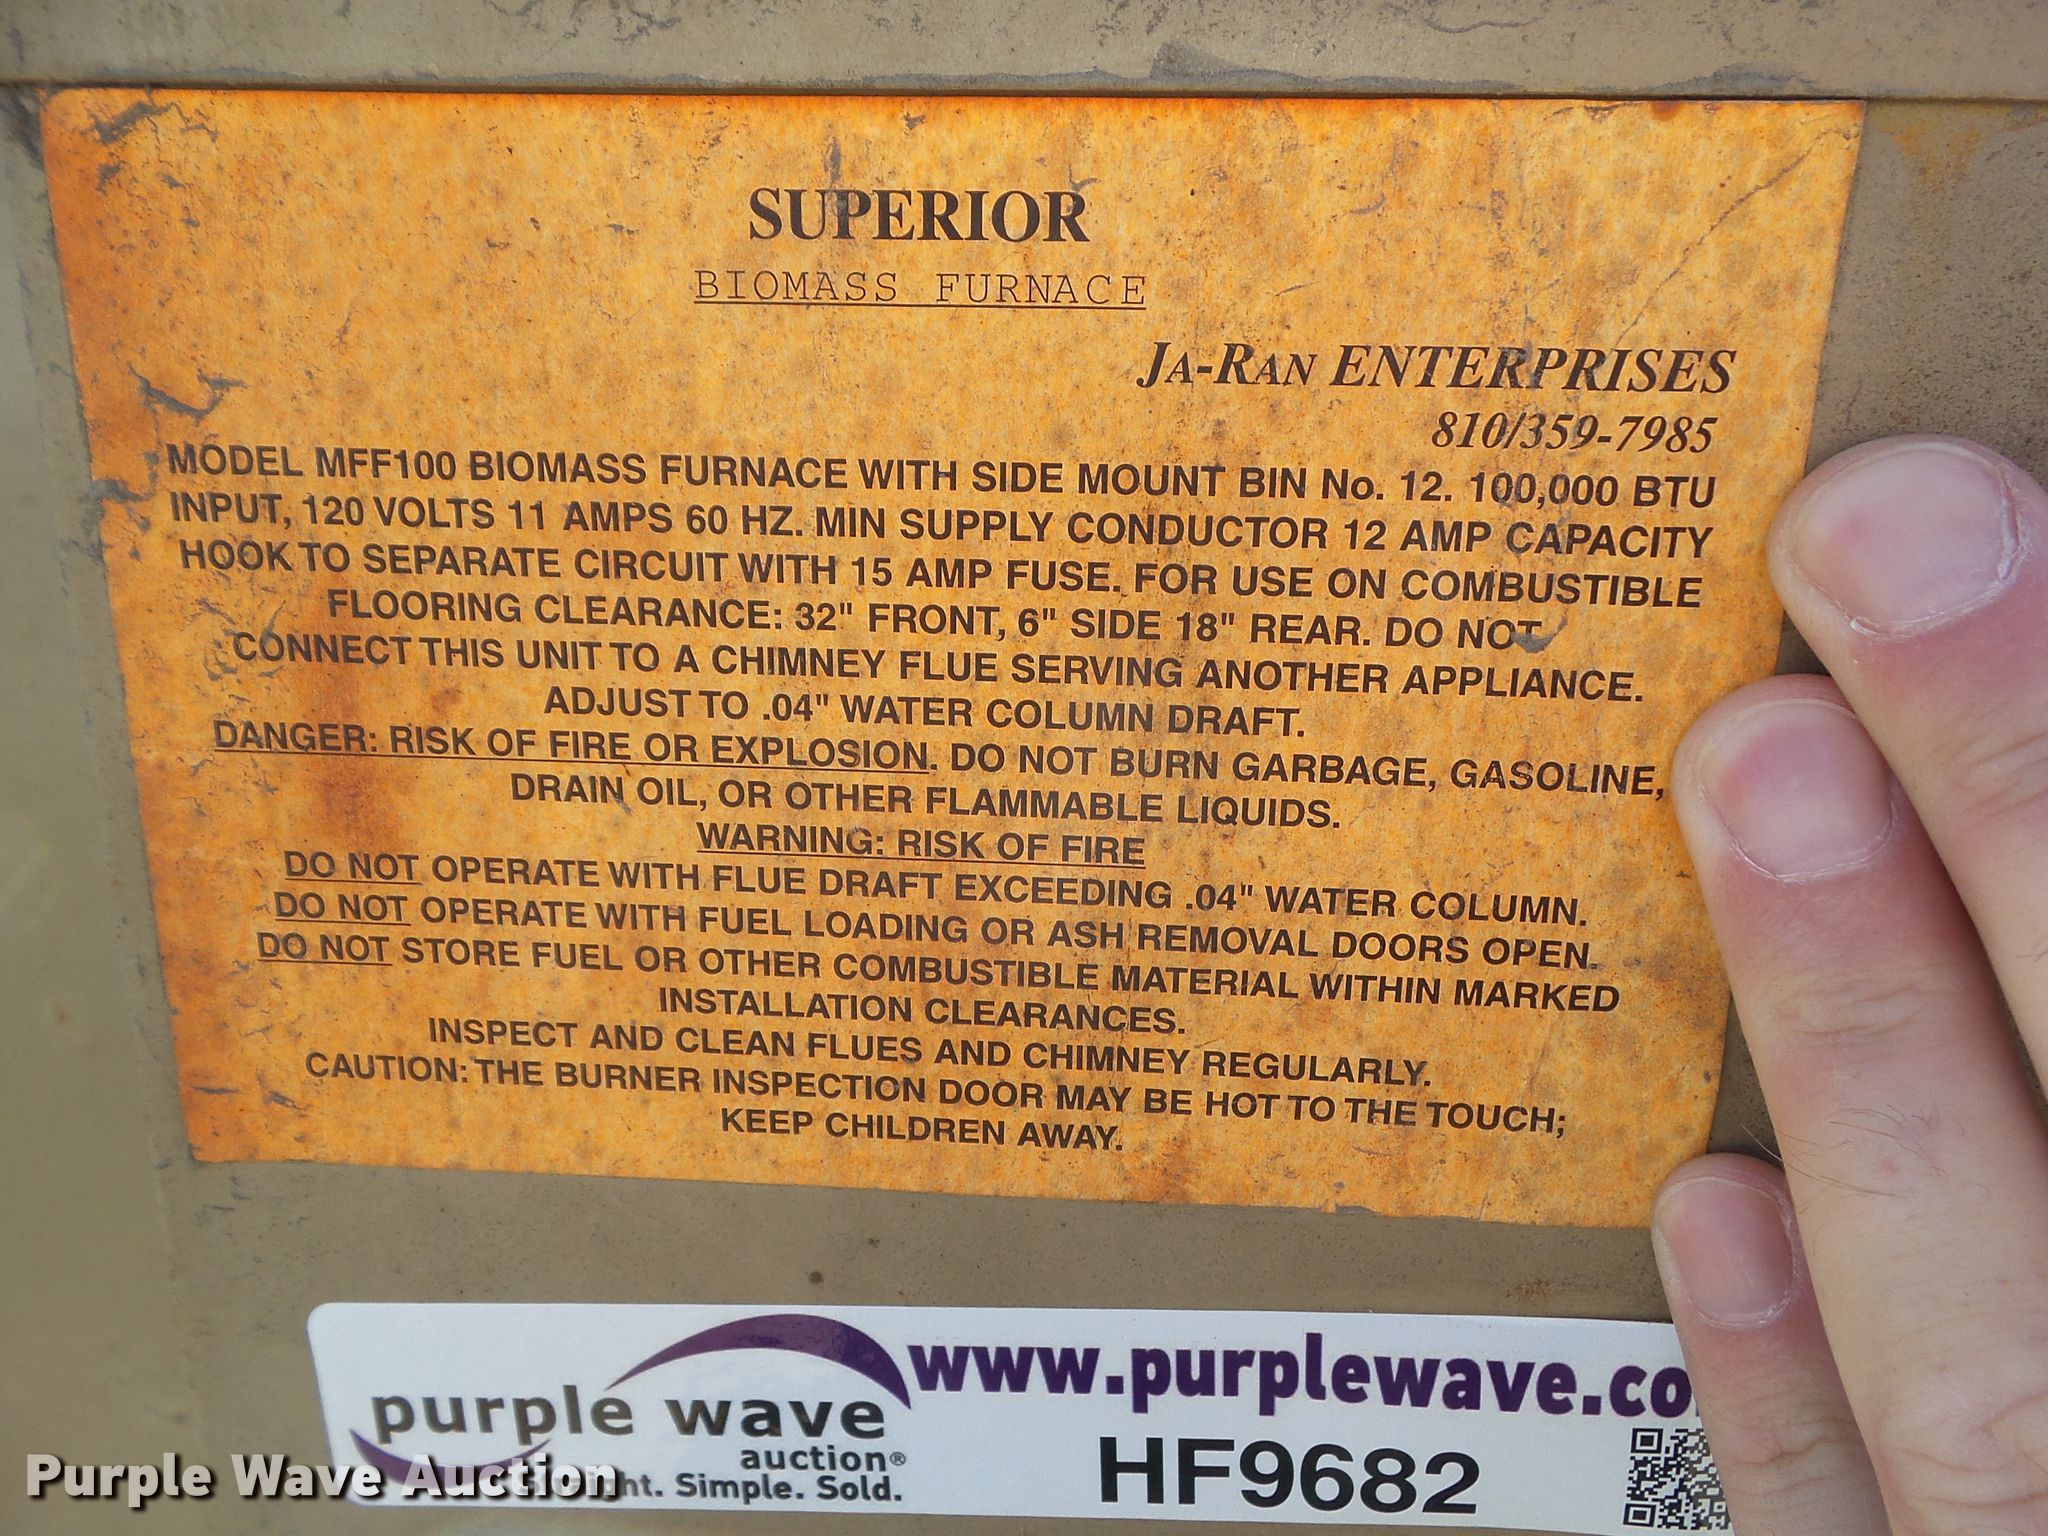 SUPERIOR
BIOMASS FURNACE
JA-RAN ENTERPRISES
810/359-7985
MODEL MFF100 BIOMASS FURNACE WITH SIDE MOUNT BIN No. 12. 100,000 BTU
INPUT, 120 VOLTS 11 AMPS 60 HZ. MIN SUPPLY CONDUCTOR 12 AMP CAPACITY
HOOK TO SEPARATE CIRCUIT WITH 15 AMP FUSE. FOR USE ON COMBUSTIBLE
FLOORING CLEARANCE: 32" FRONT, 6" SIDE 18" REAR. DO NOT
CONNECT THIS UNIT TO A CHIMNEY FLUE SERVING ANOTHER APPLIANCE.
ADJUST TO .04" WATER COLUMN DRAFT.
DANGER: RISK OF FIRE OR EXPLOSION. DO NOT BURN GARBAGE, GASOLINE,
DRAIN OIL, OR OTHER FLAMMABLE LIQUIDS.
WARNING: RISK OF FIRE
DO NOT OPERATE WITH FLUE DRAFT EXCEEDING .04" WATER COLUMN.
DO NOT OPERATE WITH FUEL LOADING OR ASH REMOVAL DOORS OPEN.
DO NOT STORE FUEL OR OTHER COMBUSTIBLE MATERIAL WITHIN MARKED
INSTALLATION CLEARANCES.
INSPECT AND CLEAN FLUES AND CHIMNEY REGULARLY.
CAUTION: THE BURNER INSPECTION DOOR MAY BE HOT TO THE TOUCH;
KEEP CHILDREN AWAY.
www.purplewave.co
purple wave
auction®
Simple. Sold.
HF9682
Purple Wave Auction